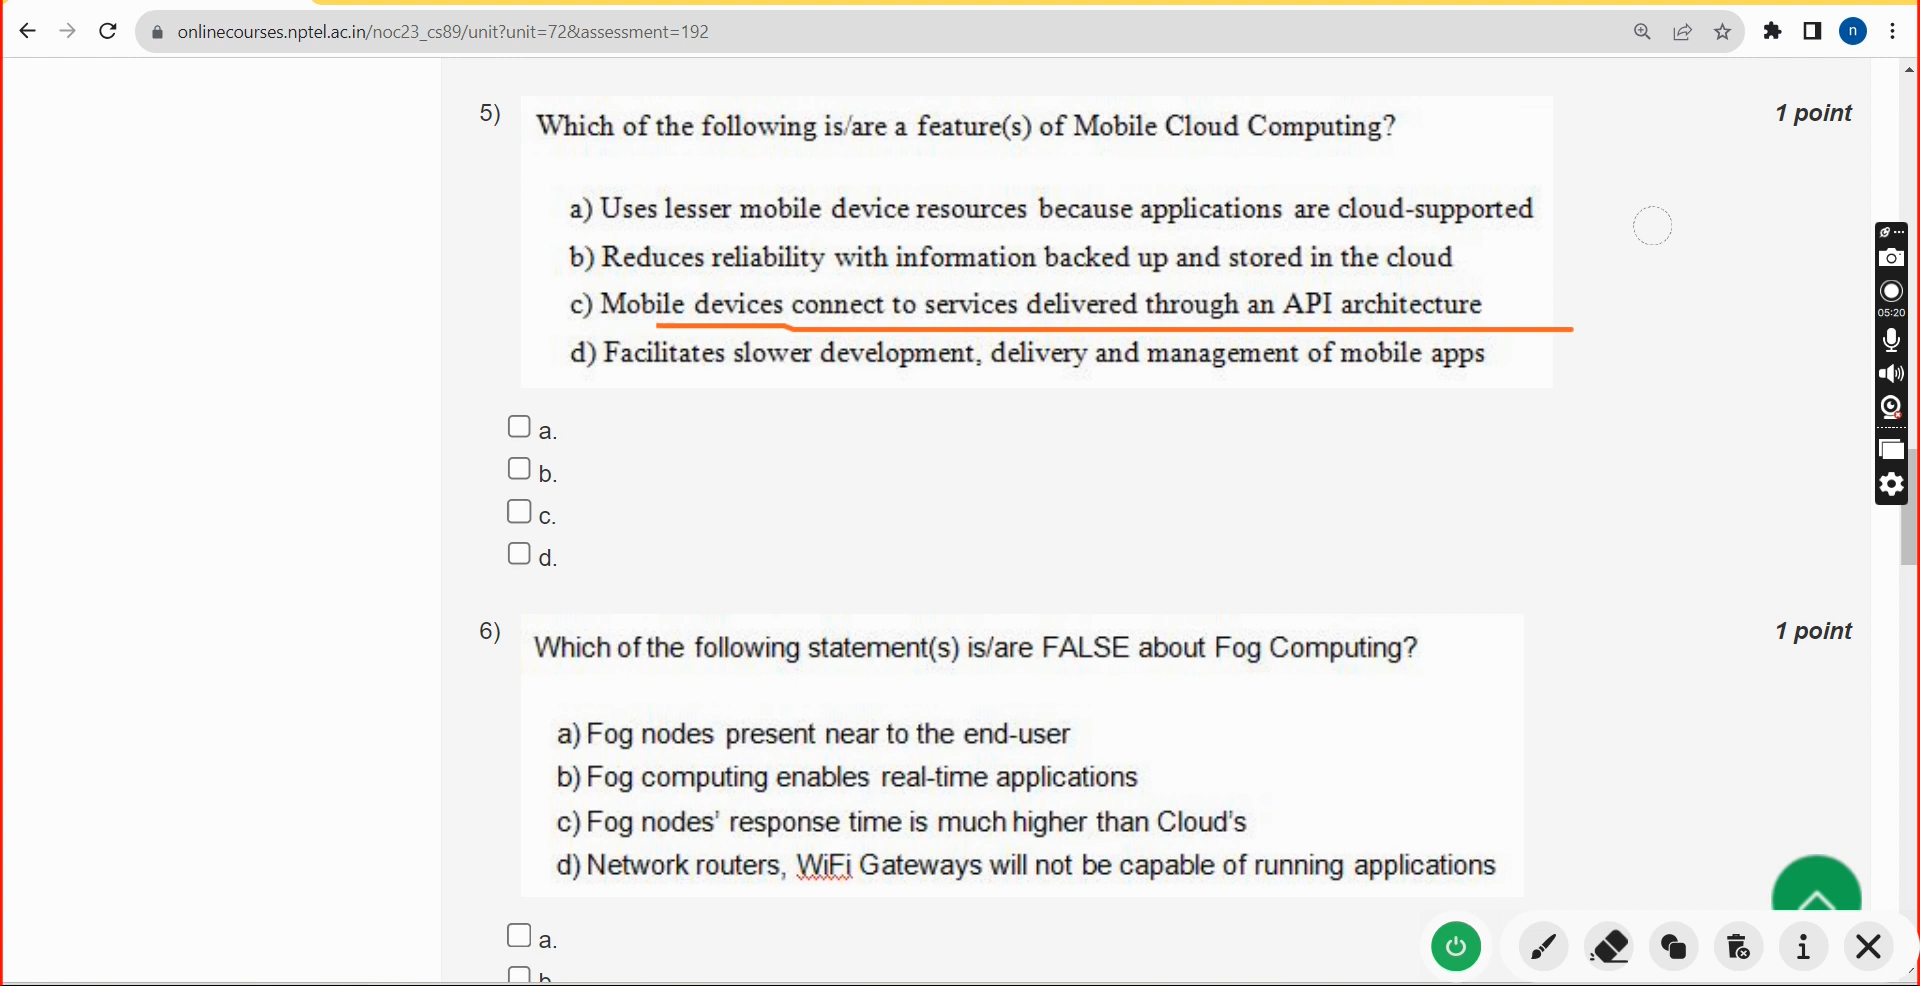 onlinecourses.nptel.ac.in/noc23_cs89/unit?unit=72&assessment=192
n
5)
Which of the following is/are a feature(s) of Mobile Cloud Computing?
1 point
a) Uses lesser mobile device resources because applications are cloud-supported
b) Reduces reliability with information backed up and stored in the cloud
c) Mobile devices connect to services delivered through an API architecture
d) Facilitates slower development, delivery and management of mobile apps
05:20
a.
b.
c.
d.
6)
Which of the following statement(s) is/are FALSE about Fog Computing?
1 point
a) Fog nodes present near to the end-user
b) Fog computing enables real-time applications
c) Fog nodes' response time is much higher than Cloud's
d) Network routers, WiFi Gateways will not be capable of running applications
a.
b